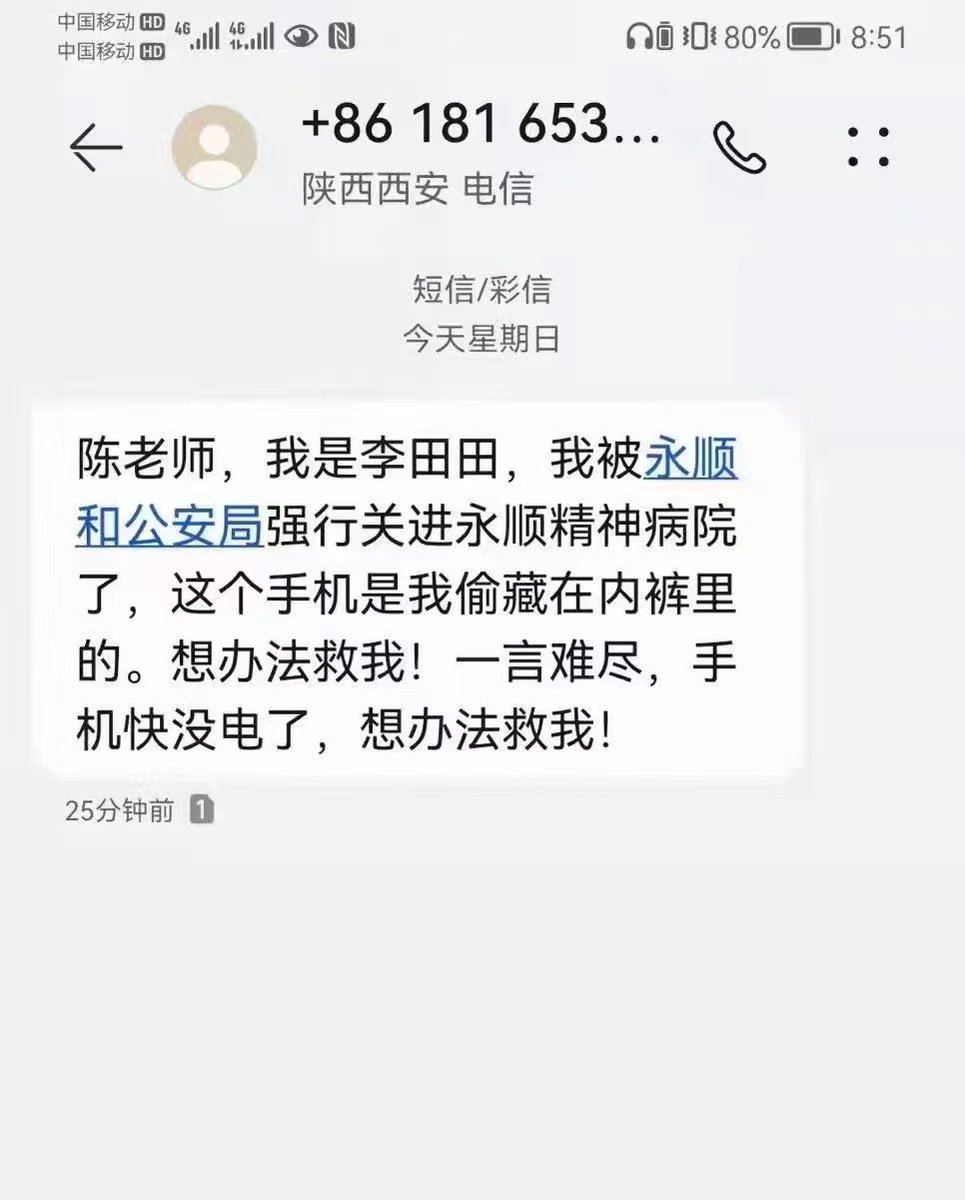 中国移动 HD 4G 4G 80% 8:51
中国移动 HD
+86 181 653...
陕西西安 电信
短信/彩信
今天星期日
陈老师，我是李田田，我被永顺
和公安局强行关进永顺精神病院
了，这个手机是我偷藏在内裤里
的。想办法救我！一言难尽，手
机快没电了，想办法救我！
25分钟前 1